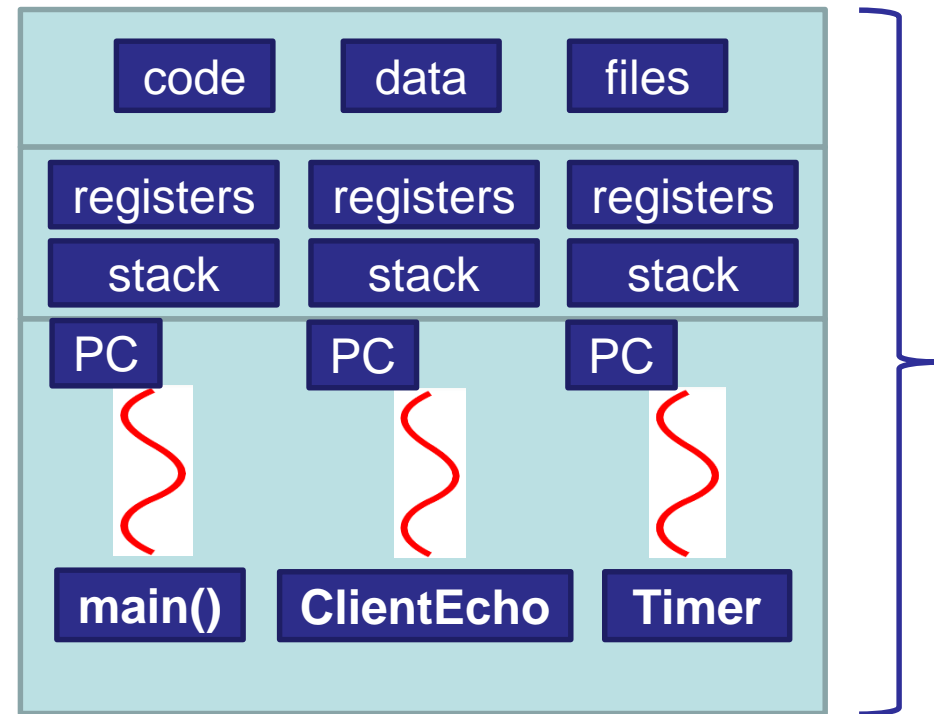 code data files
registers registers registers
stack stack stack
PC PC PC
main() ClientEcho Timer